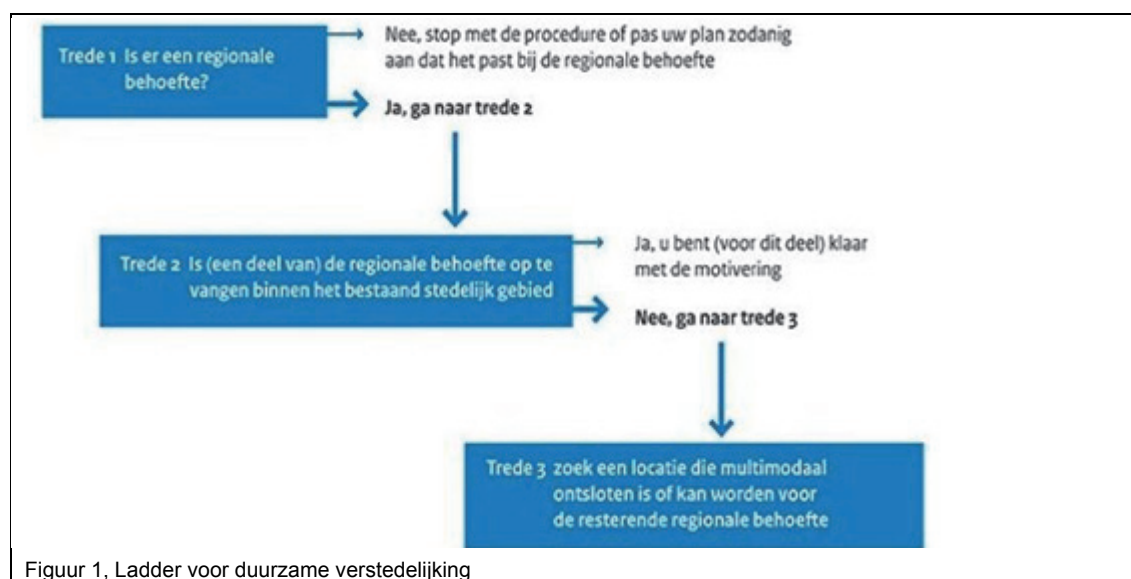 Trede 1 Is er een regionale
behoefte?
Nee, stop met de procedure of pas uw plan zodanig
aan dat het past bij de regionale behoefte
Ja, ga naar trede 2
Trede 2 Is (een deel van) de regionale behoefte op te
vangen binnen het bestaand stedelijk gebied
Ja, u bent (voor dit deel) klaar
met de motivering
Nee, ga naar trede 3
Trede 3 zoek een locatie die multimodaal
ontsloten is of kan worden voor
de resterende regionale behoefte
Figuur 1, Ladder voor duurzame verstedelijking